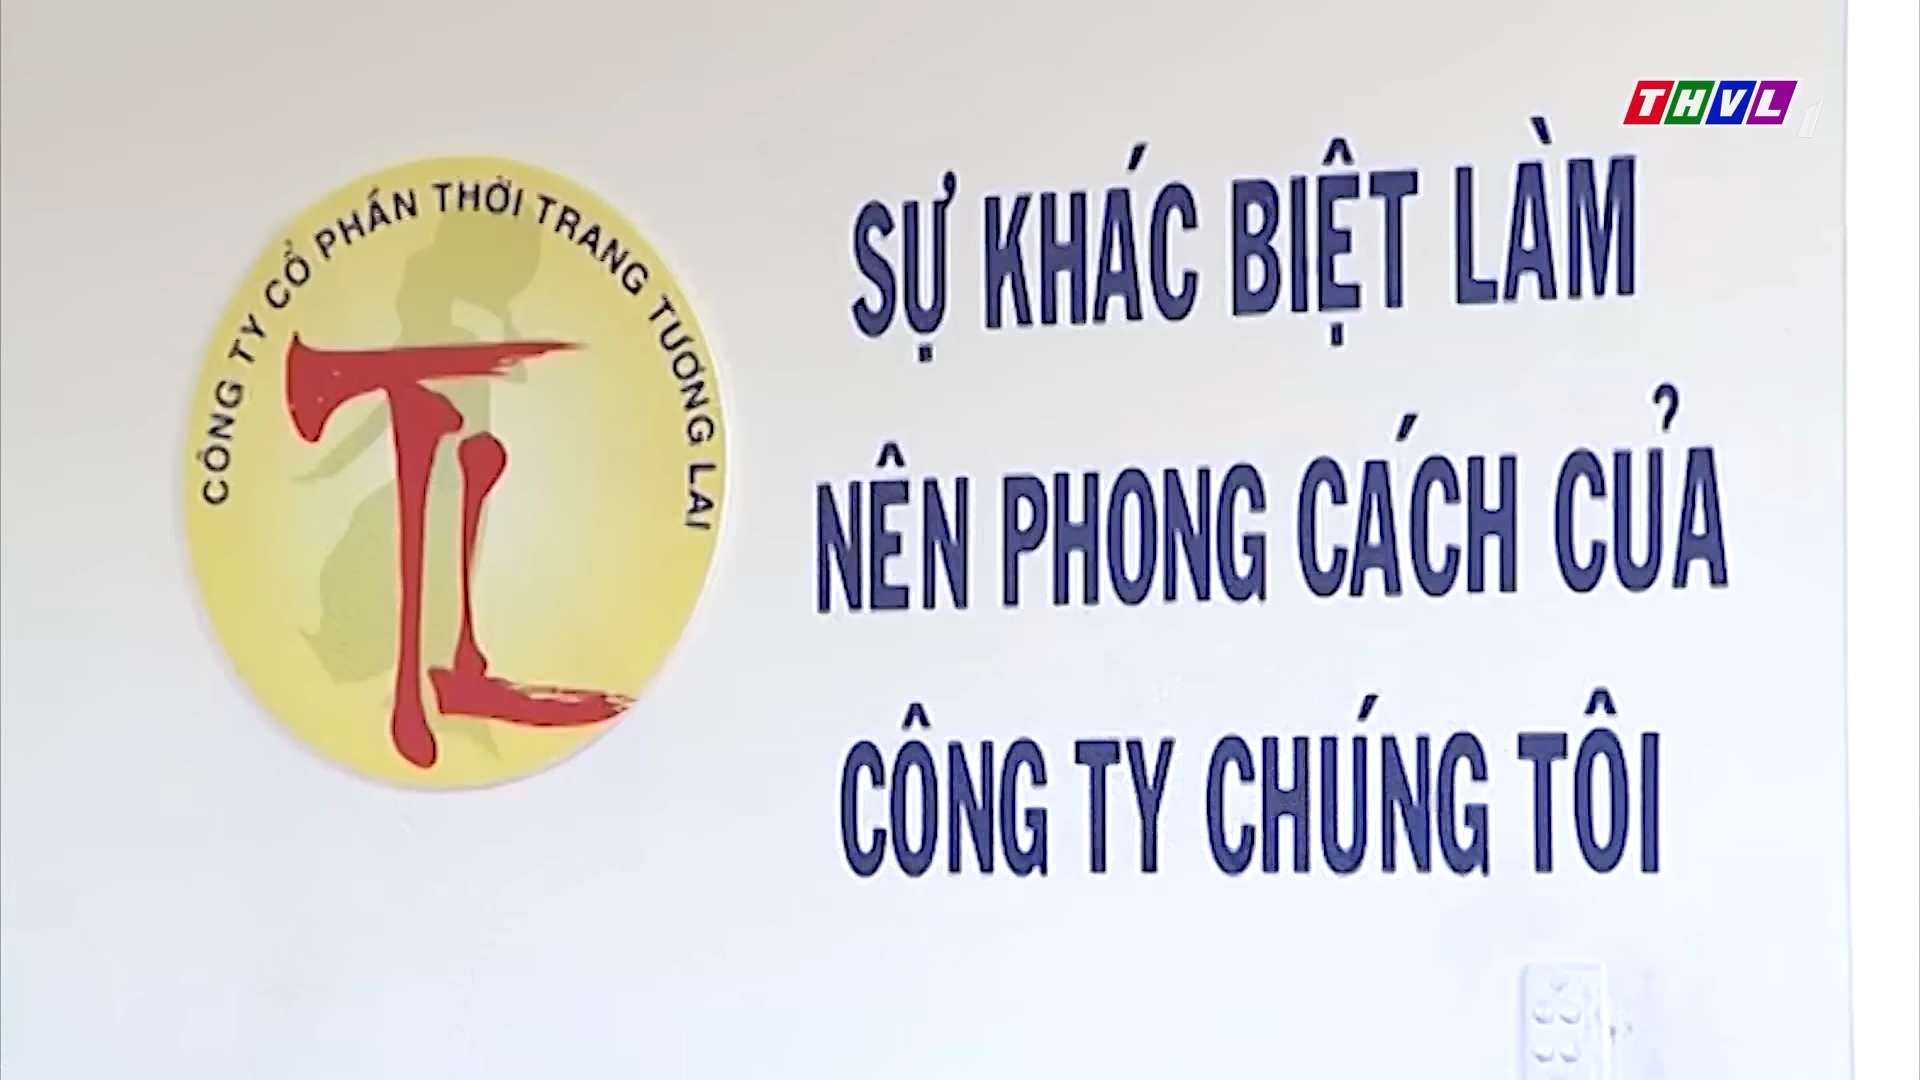 THVL 1
CÔNG TY CỔ PHẦN THỜI TRANG TƯƠNG LAI
TL
SỰ KHÁC BIỆT LÀM
NÊN PHONG CÁCH CỦA
CÔNG TY CHÚNG TÔI